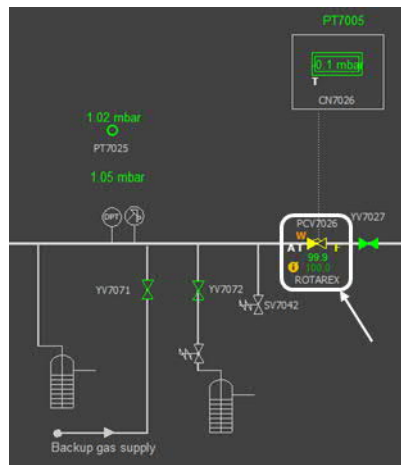 PT7005
-0.1 mbar
T
CN7026
1.02 mbar
PT7025
1.05 mbar
DPT
PCV7026
YV7027
W
A T F
99.9
i 100.0
ROTAREX
YV7071
YV7072
SV7042
Backup gas supply